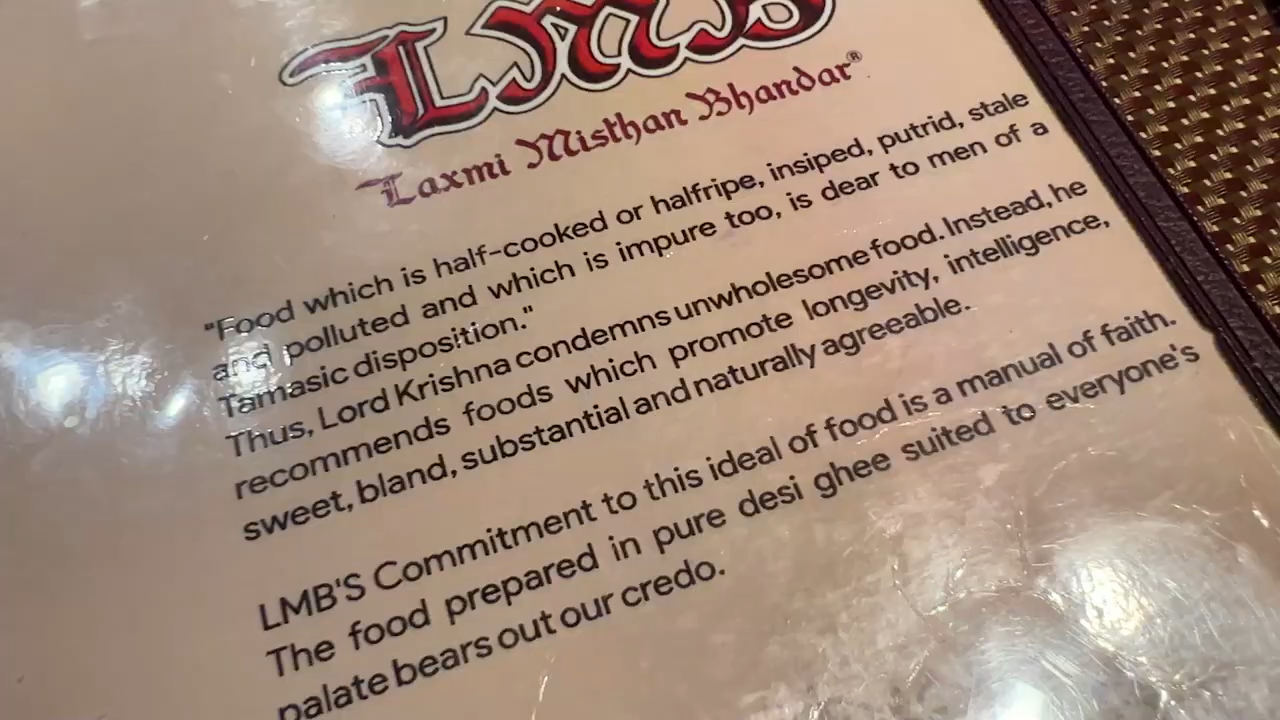 LMB
Laxmi Misthan Bhandar®
"Food which is half-cooked or halfripe, insiped, putrid, stale
and polluted and which is impure too, is dear to men of a
Tamasic disposition."
Thus, Lord Krishna condemns unwholesome food. Instead, he
recommends foods which promote longevity, intelligence,
sweet, bland, substantial and naturally agreeable.
LMB'S Commitment to this ideal of food is a manual of faith.
The food prepared in pure desi ghee suited to everyone's
palate bears out our credo.